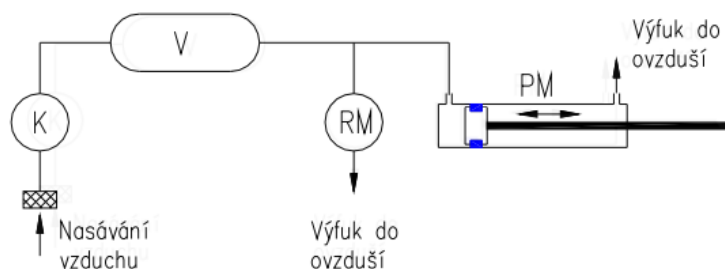 V
K
RM
PM
Výfuk do
ovzduší
Nasávání
vzduchu
Výfuk do
ovzduší